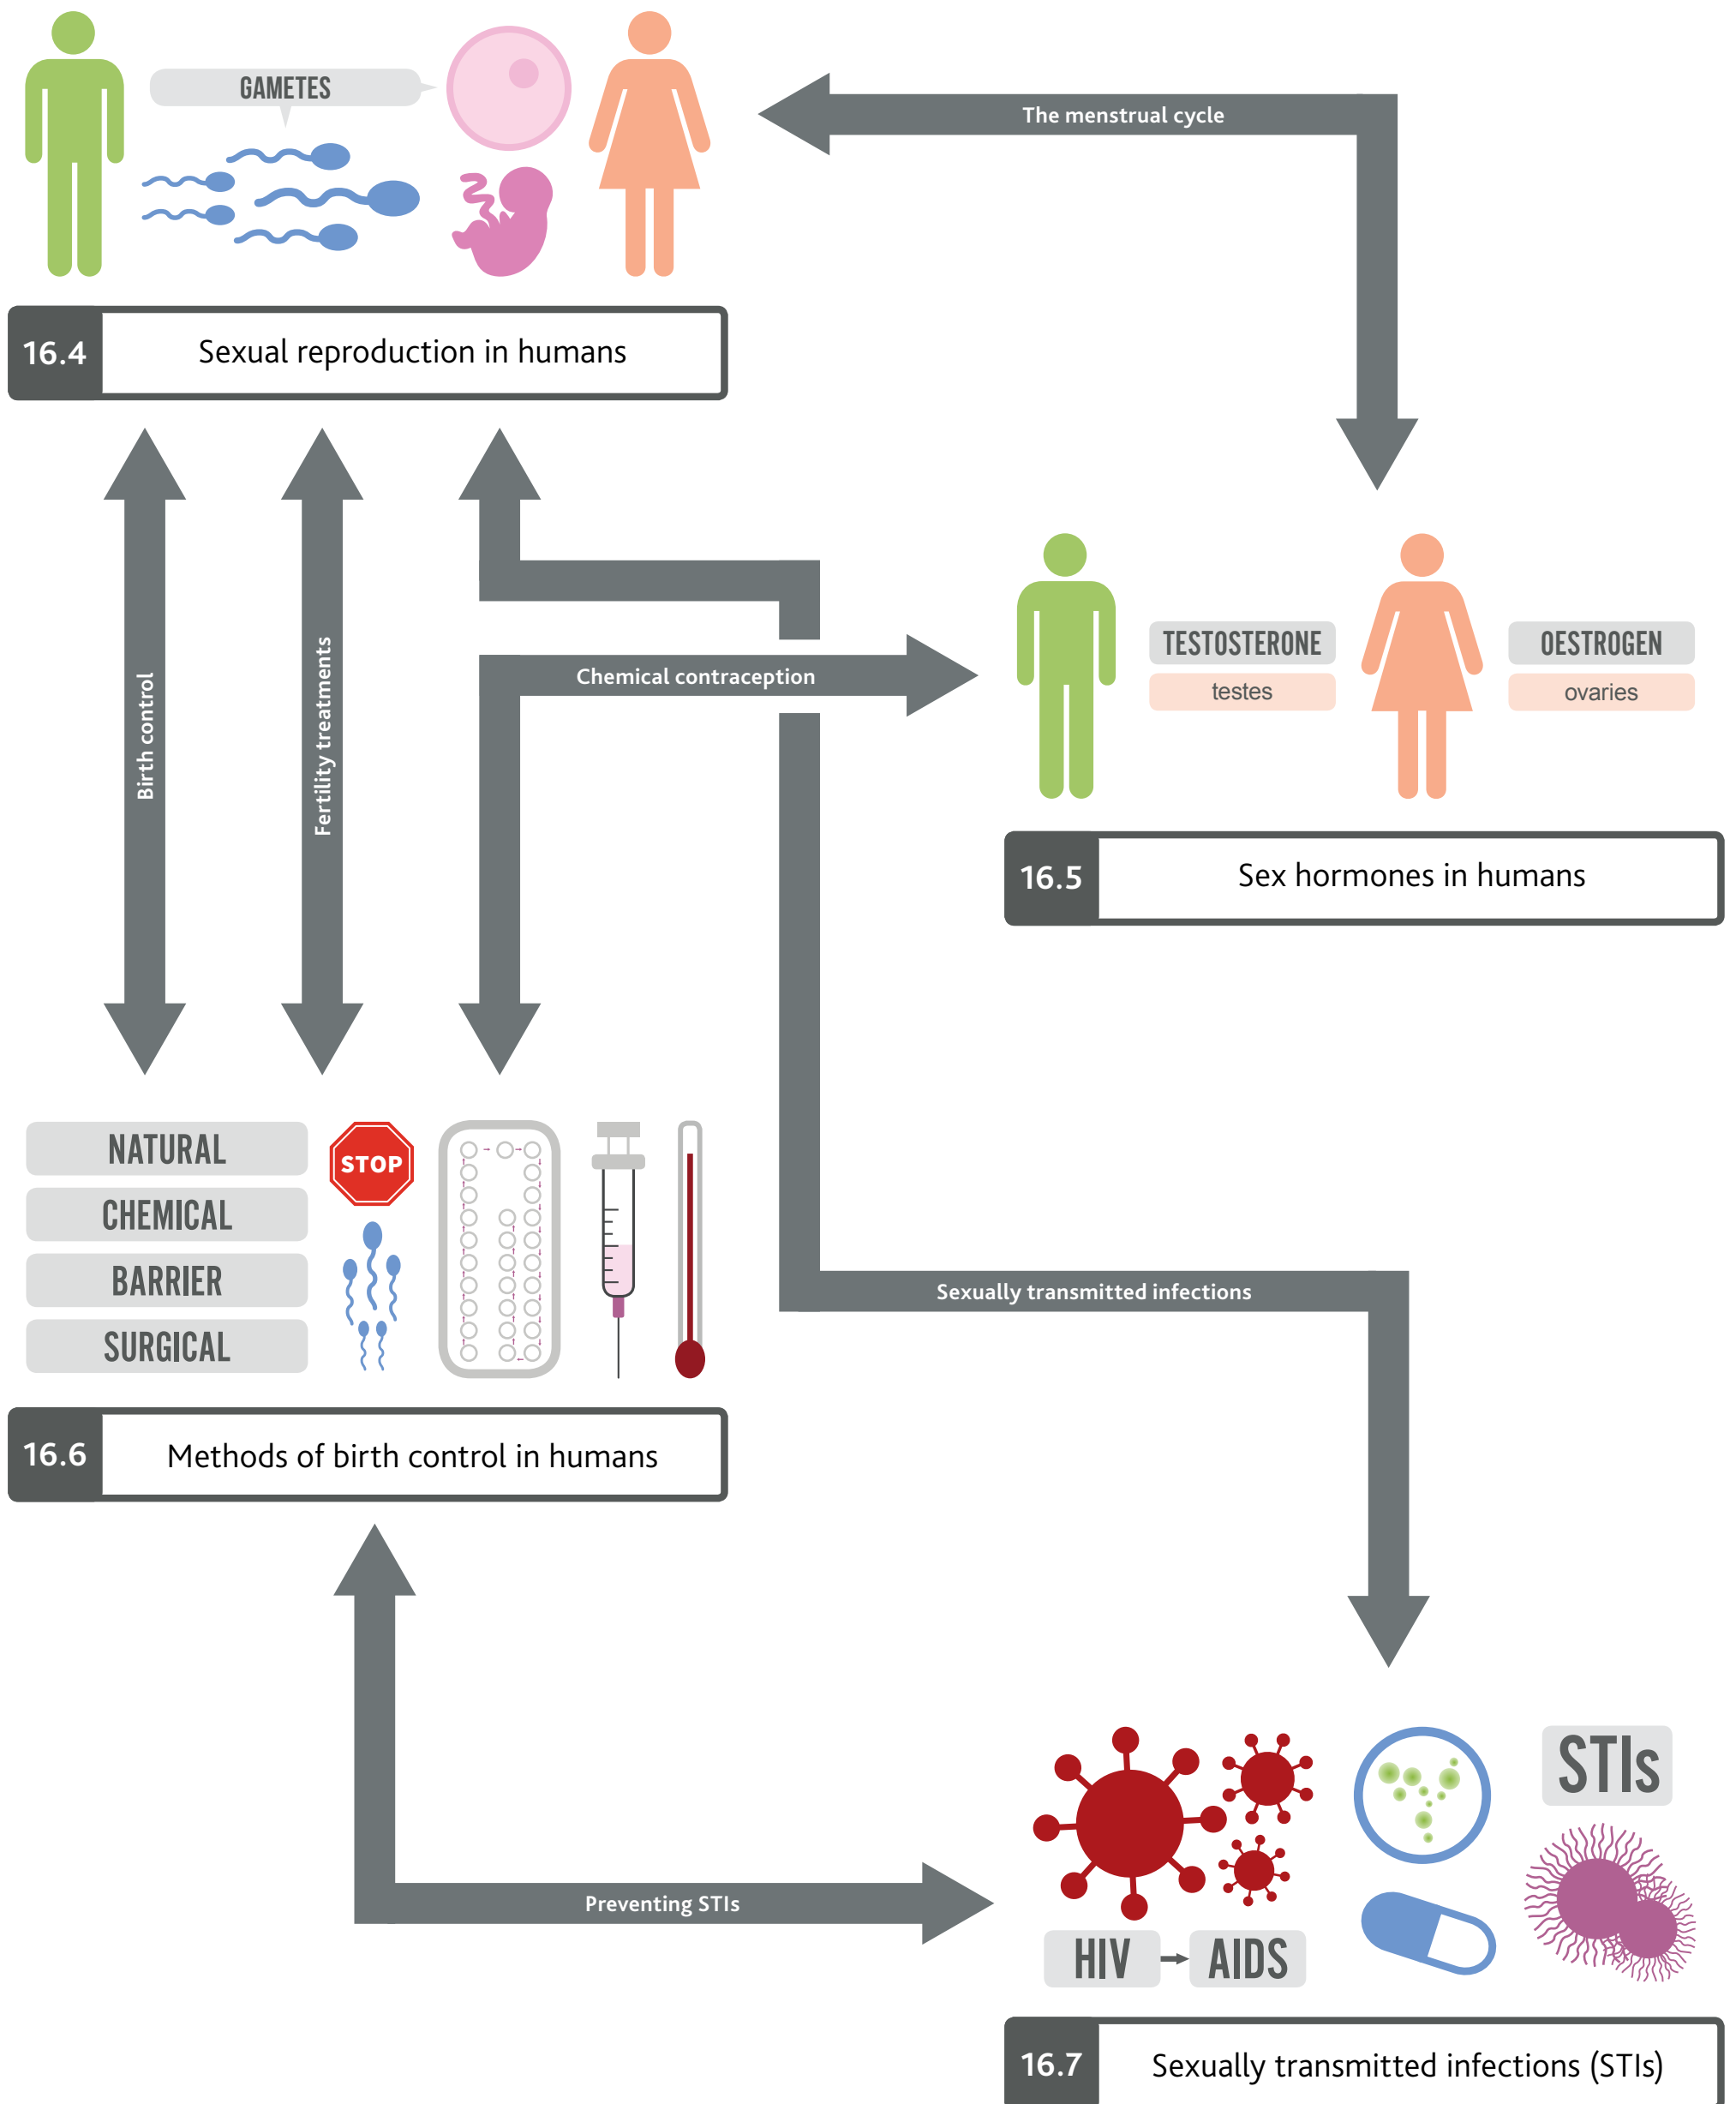 GAMETES
The menstrual cycle
16.4 Sexual reproduction in humans
Birth control
Fertility treatments
Chemical contraception
TESTOSTERONE
testes
OESTROGEN
ovaries
16.5 Sex hormones in humans
NATURAL
CHEMICAL
BARRIER
SURGICAL
STOP
Sexually transmitted infections
16.6 Methods of birth control in humans
Preventing STIs
STIs
HIV
AIDS
16.7 Sexually transmitted infections (STIs)